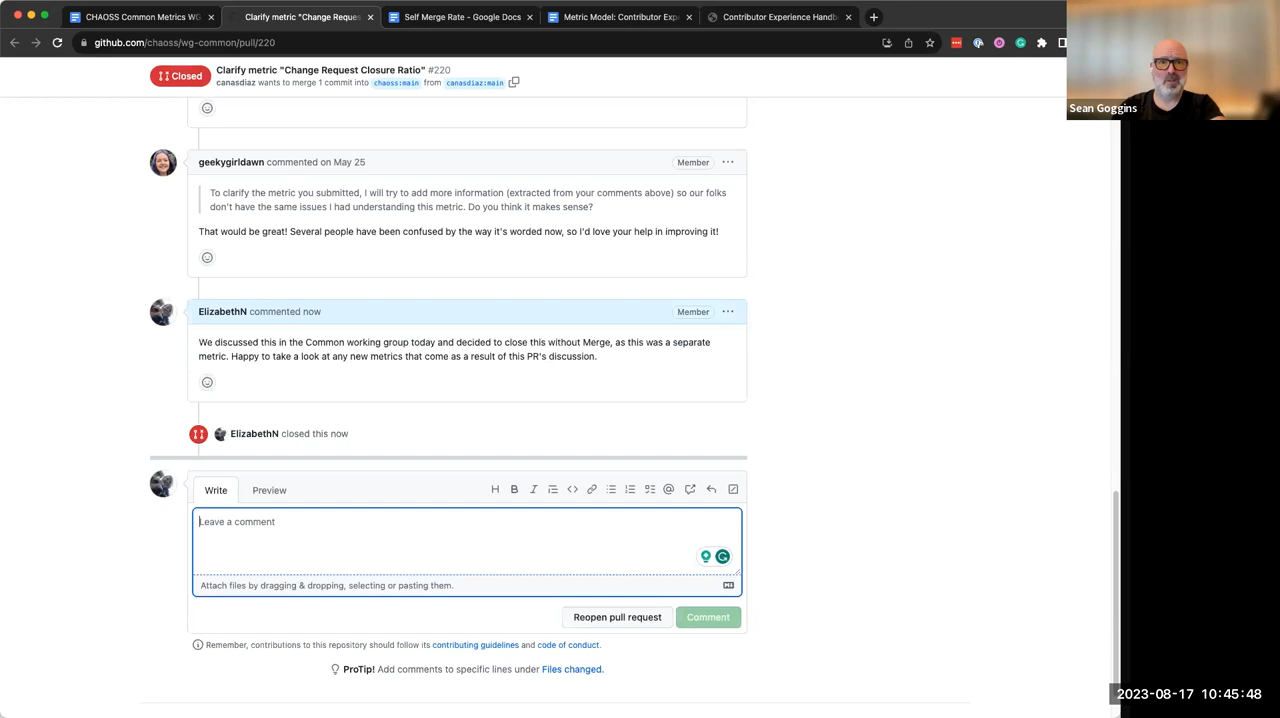 CHAOSS Common Metrics WG
Clarify metric "Change Reques
Self Merge Rate - Google Docs
Metric Model: Contributor Exp
Contributor Experience Handb
github.com/chaoss/wg-common/pull/220
Sean Goggins
Closed
Clarify metric "Change Request Closure Ratio" #220
canasdiaz wants to merge 1 commit into chaoss:main from canasdiaz:main
geekygirldawn commented on May 25
Member
To clarify the metric you submitted, I will try to add more information (extracted from your comments above) so our folks
don't have the same issues I had understanding this metric. Do you think it makes sense?
That would be great! Several people have been confused by the way it's worded now, so I'd love your help in improving it!
ElizabethN commented now
Member
We discussed this in the Common working group today and decided to close this without Merge, as this was a separate
metric. Happy to take a look at any new metrics that come as a result of this PR's discussion.
ElizabethN closed this now
Write
Preview
Leave a comment
Attach files by dragging & dropping, selecting or pasting them.
Reopen pull request
Comment
Remember, contributions to this repository should follow its contributing guidelines and code of conduct.
ProTip! Add comments to specific lines under Files changed.
2023-08-17 10:45:48